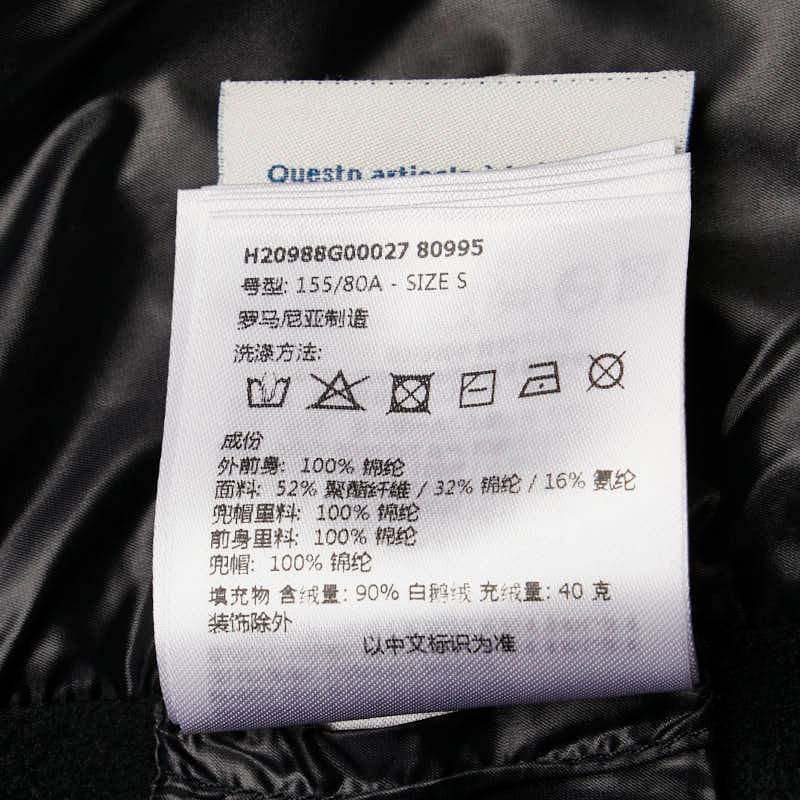 Questo articolo è
H20988G00027 80995
号型: 155/80A - SIZE S
罗马尼亚制造
洗涤方法:
成份
外前身: 100% 锦纶
面料: 52% 聚酯纤维 / 32% 锦纶 / 16% 氨纶
兜帽里料: 100% 锦纶
前身里料: 100% 锦纶
兜帽: 100% 锦纶
填充物 含绒量: 90% 白鹅绒 充绒量: 40 克
装饰除外
以中文标识为准